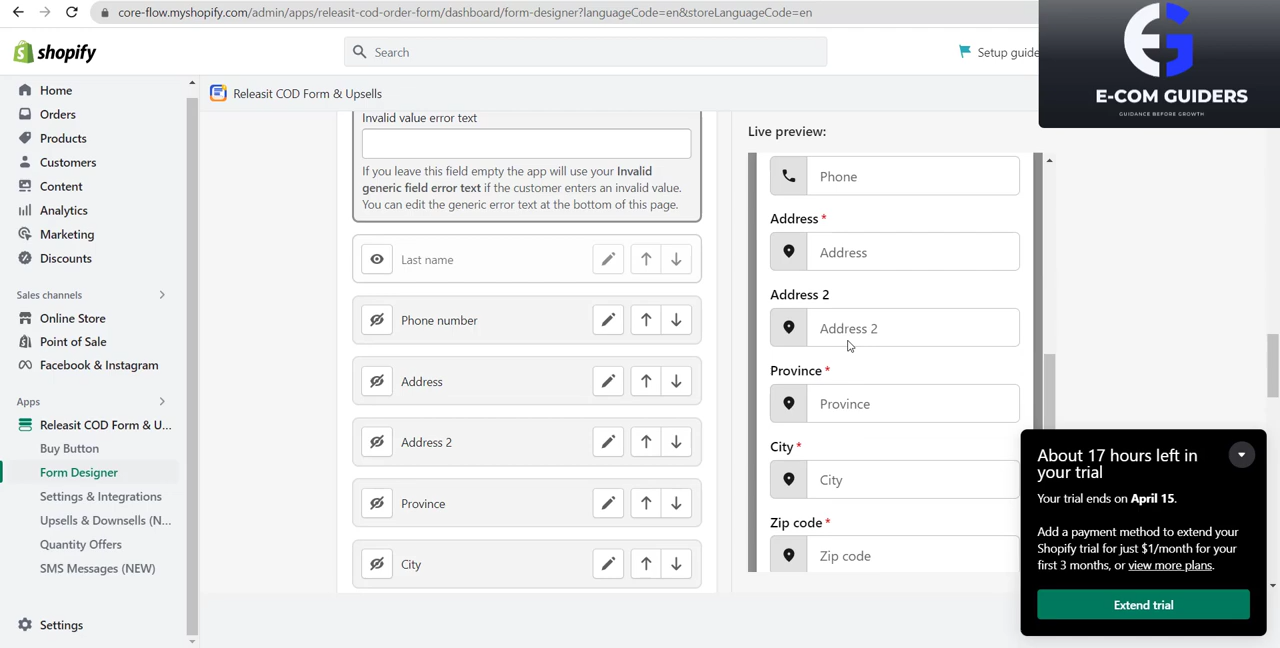 core-flow.myshopify.com/admin/apps/releasit-cod-order-form/dashboard/form-designer?languageCode=en&storeLanguageCode=en
shopify
Search
Setup guide
E-COM GUIDERS
GUIDANCE BEFORE GROWTH
Home
Orders
Products
Customers
Content
Analytics
Marketing
Discounts
Sales channels
Online Store
Point of Sale
Facebook & Instagram
Apps
Releasit COD Form & U...
Buy Button
Form Designer
Settings & Integrations
Upsells & Downsells (N...
Quantity Offers
SMS Messages (NEW)
Settings
Releasit COD Form & Upsells
Invalid value error text
If you leave this field empty the app will use your Invalid
generic field error text if the customer enters an invalid value.
You can edit the generic error text at the bottom of this page.
Last name
Phone number
Address
Address 2
Province
City
Live preview:
Phone
Address *
Address
Address 2
Address 2
Province *
Province
City *
City
Zip code *
Zip code
About 17 hours left in
your trial
Your trial ends on April 15.
Add a payment method to extend your
Shopify trial for just $1/month for your
first 3 months, or view more plans.
Extend trial